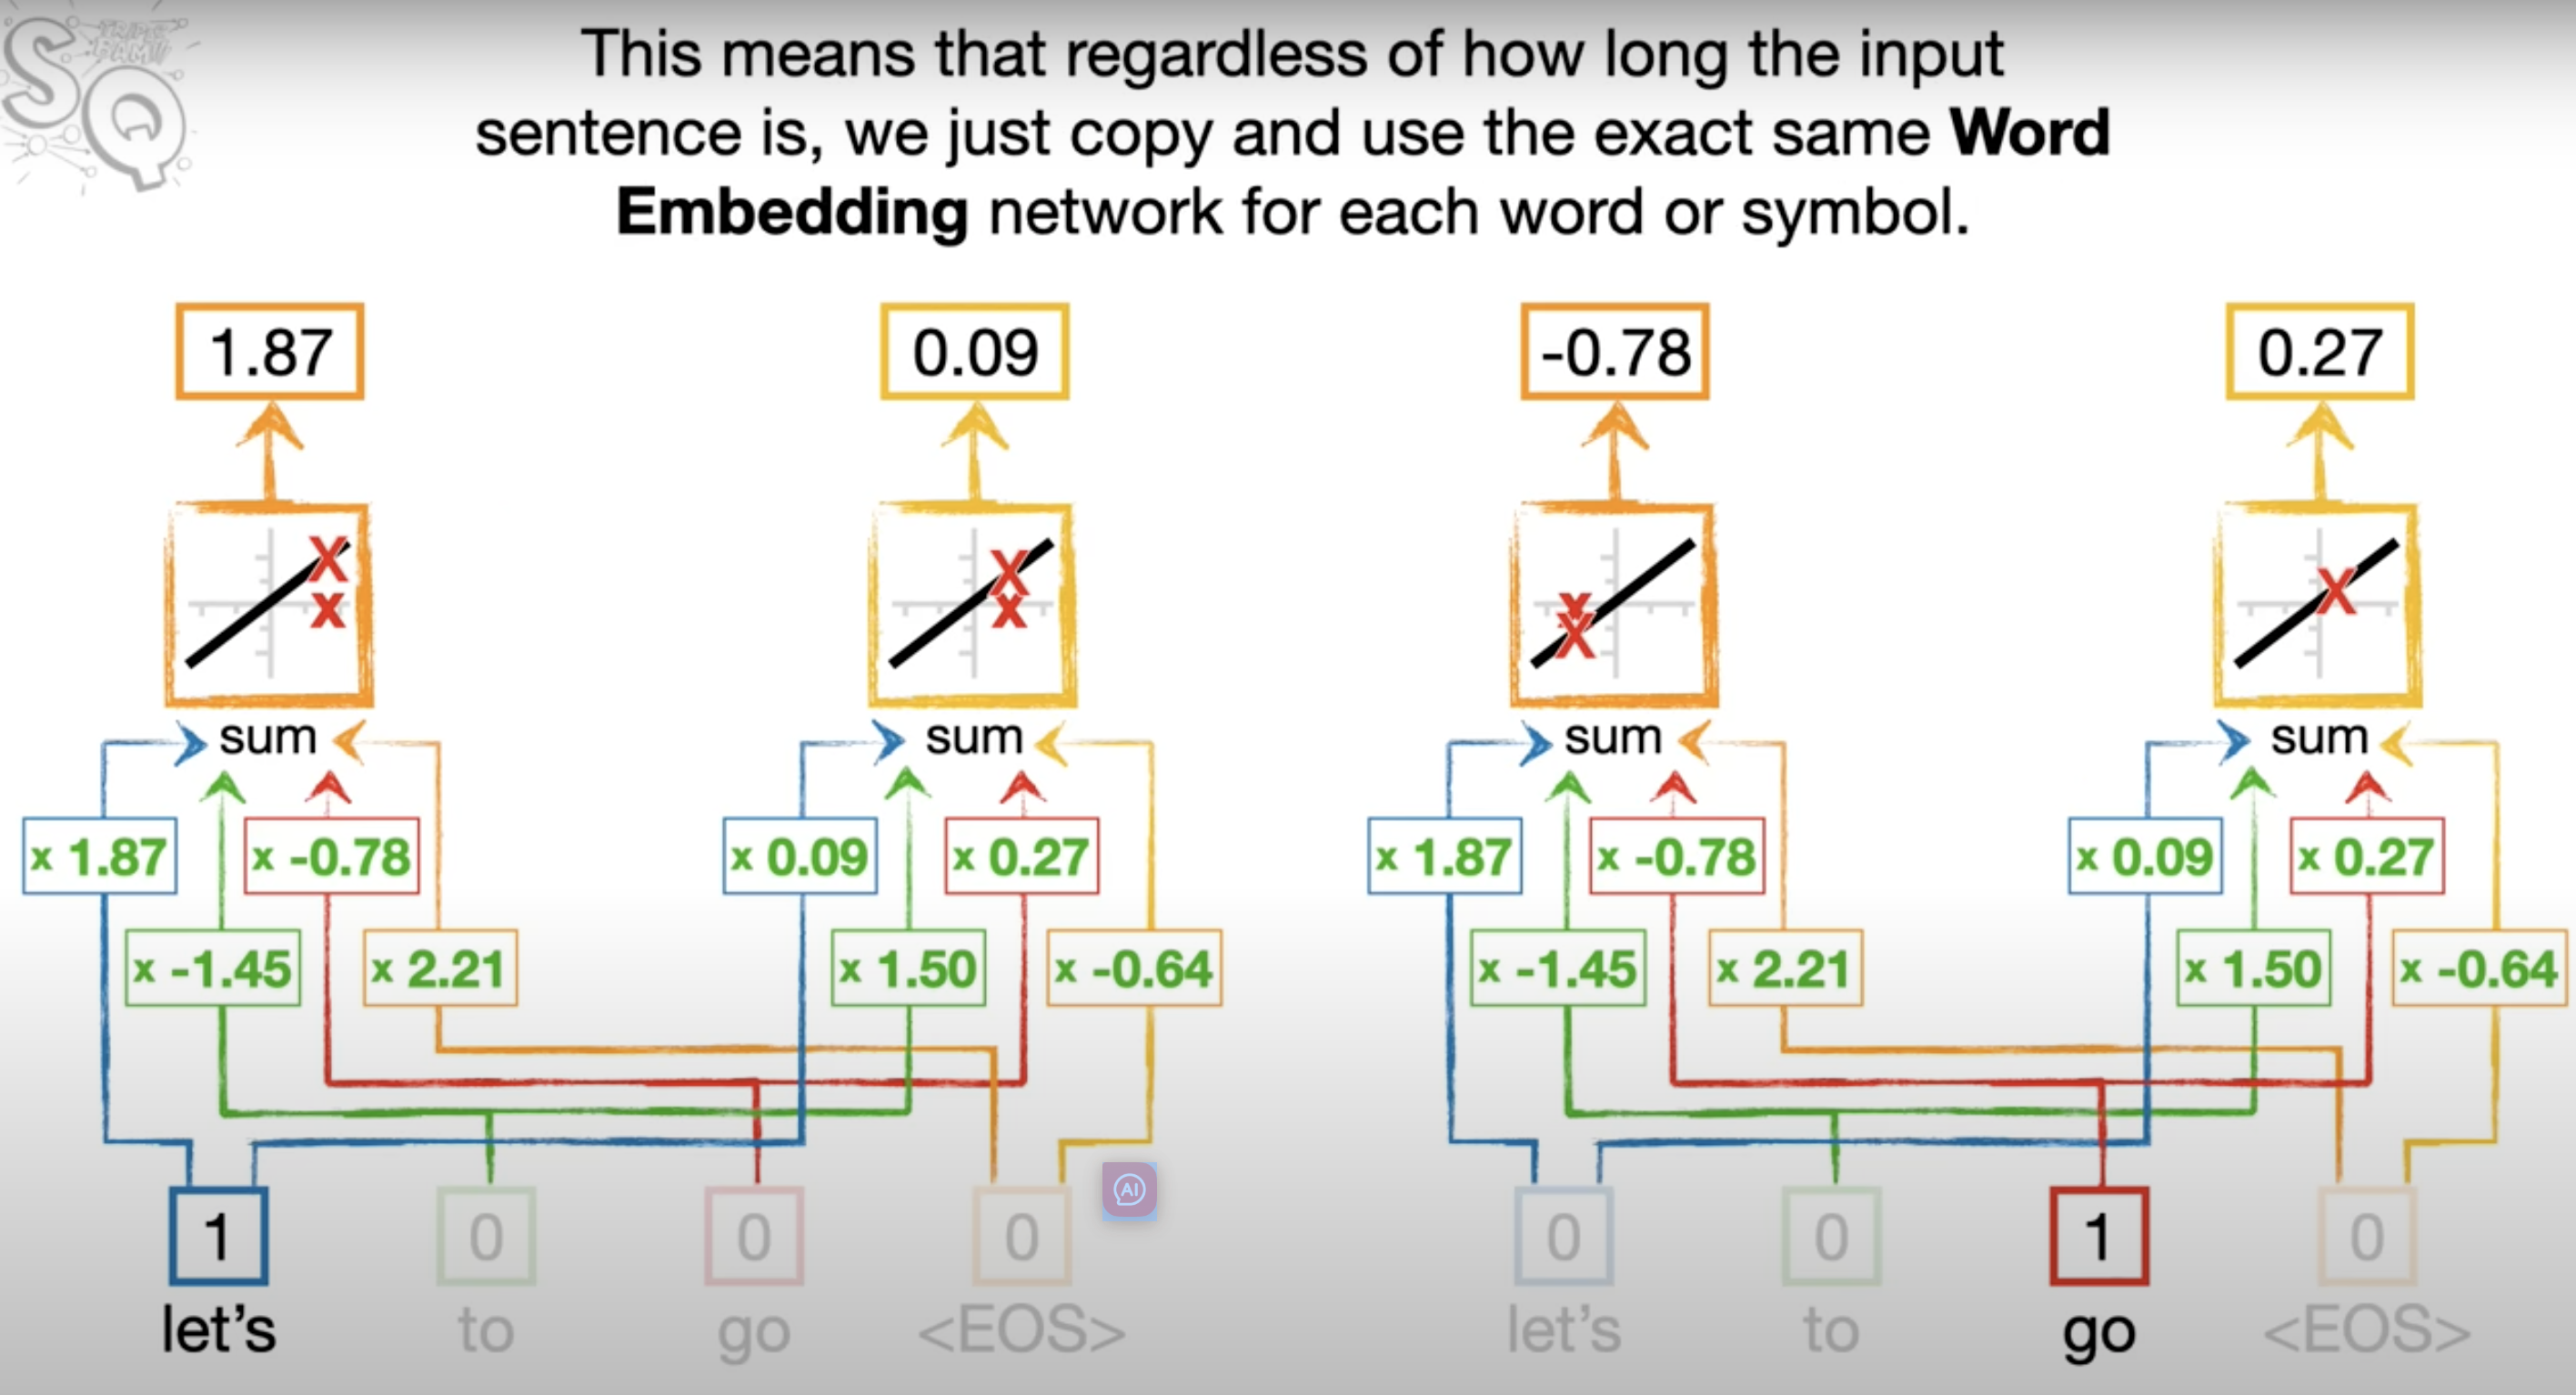 SQ
TRIPLE
BAM!!
This means that regardless of how long the input
sentence is, we just copy and use the exact same Word
Embedding network for each word or symbol.
1.87 0.09 -0.78 0.27
X X X X
x x x
sum sum sum sum
x 1.87 x -0.78 x 0.09 x 0.27 x 1.87 x -0.78 x 0.09 x 0.27
x -1.45 x 2.21 x 1.50 x -0.64 x -1.45 x 2.21 x 1.50 x -0.64
AI
1 0 0 0 0 0 1 0
let’s to go <EOS> let’s to go <EOS>